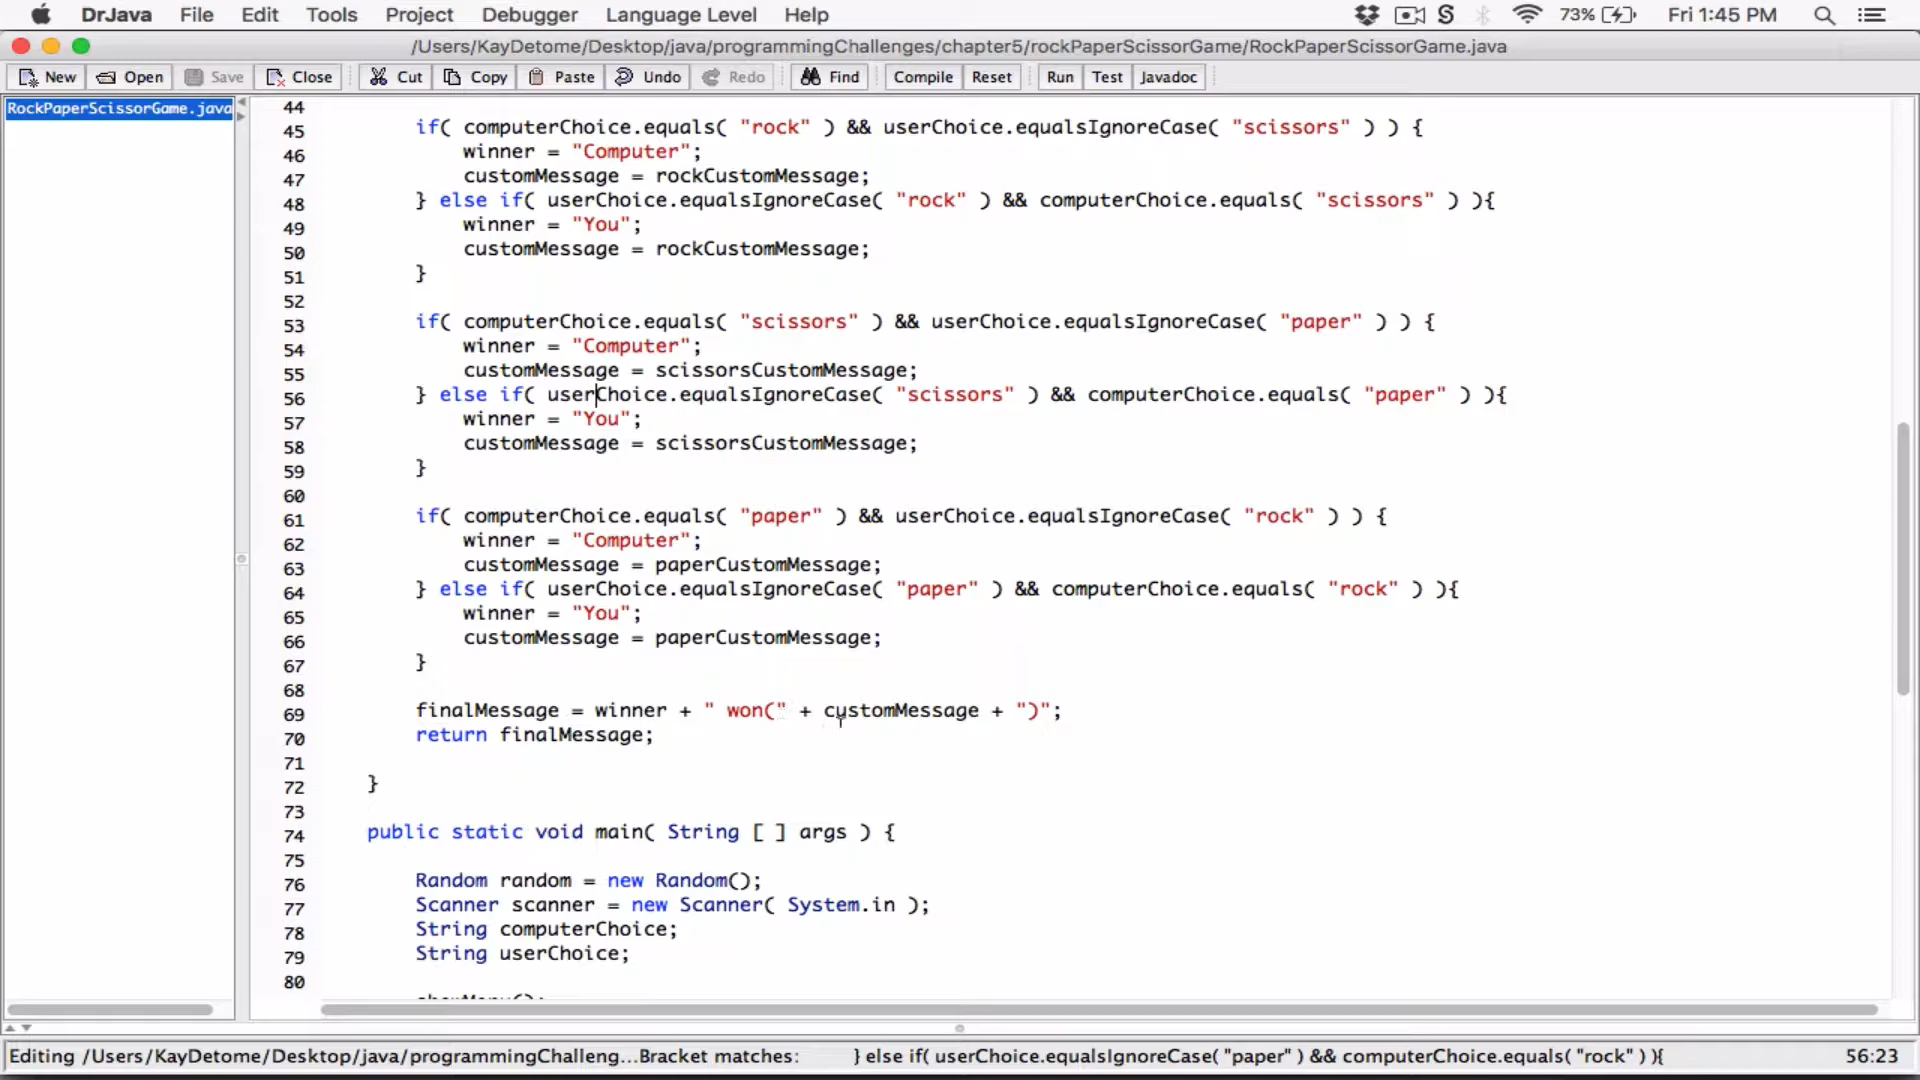 DrJava File Edit Tools Project Debugger Language Level Help 73% Fri 1:45 PM
/Users/KayDetome/Desktop/java/programmingChallenges/chapter5/rockPaperScissorGame/RockPaperScissorGame.java
New Open Save Close Cut Copy Paste Undo Redo Find Compile Reset Run Test Javadoc
RockPaperScissorGame.java
44
45 if( computerChoice.equals( "rock" ) && userChoice.equalsIgnoreCase( "scissors" ) ) {
46 winner = "Computer";
47 customMessage = rockCustomMessage;
48 } else if( userChoice.equalsIgnoreCase( "rock" ) && computerChoice.equals( "scissors" ) ){
49 winner = "You";
50 customMessage = rockCustomMessage;
51 }
52
53 if( computerChoice.equals( "scissors" ) && userChoice.equalsIgnoreCase( "paper" ) ) {
54 winner = "Computer";
55 customMessage = scissorsCustomMessage;
56 } else if( userChoice.equalsIgnoreCase( "scissors" ) && computerChoice.equals( "paper" ) ){
57 winner = "You";
58 customMessage = scissorsCustomMessage;
59 }
60
61 if( computerChoice.equals( "paper" ) && userChoice.equalsIgnoreCase( "rock" ) ) {
62 winner = "Computer";
63 customMessage = paperCustomMessage;
64 } else if( userChoice.equalsIgnoreCase( "paper" ) && computerChoice.equals( "rock" ) ){
65 winner = "You";
66 customMessage = paperCustomMessage;
67 }
68
69 finalMessage = winner + " won(" + customMessage + ")";
70 return finalMessage;
71
72 }
73
74 public static void main( String [ ] args ) {
75
76 Random random = new Random();
77 Scanner scanner = new Scanner( System.in );
78 String computerChoice;
79 String userChoice;
80
Editing /Users/KayDetome/Desktop/java/programmingChalleng...Bracket matches: } else if( userChoice.equalsIgnoreCase( "paper" ) && computerChoice.equals( "rock" ) ){ 56:23